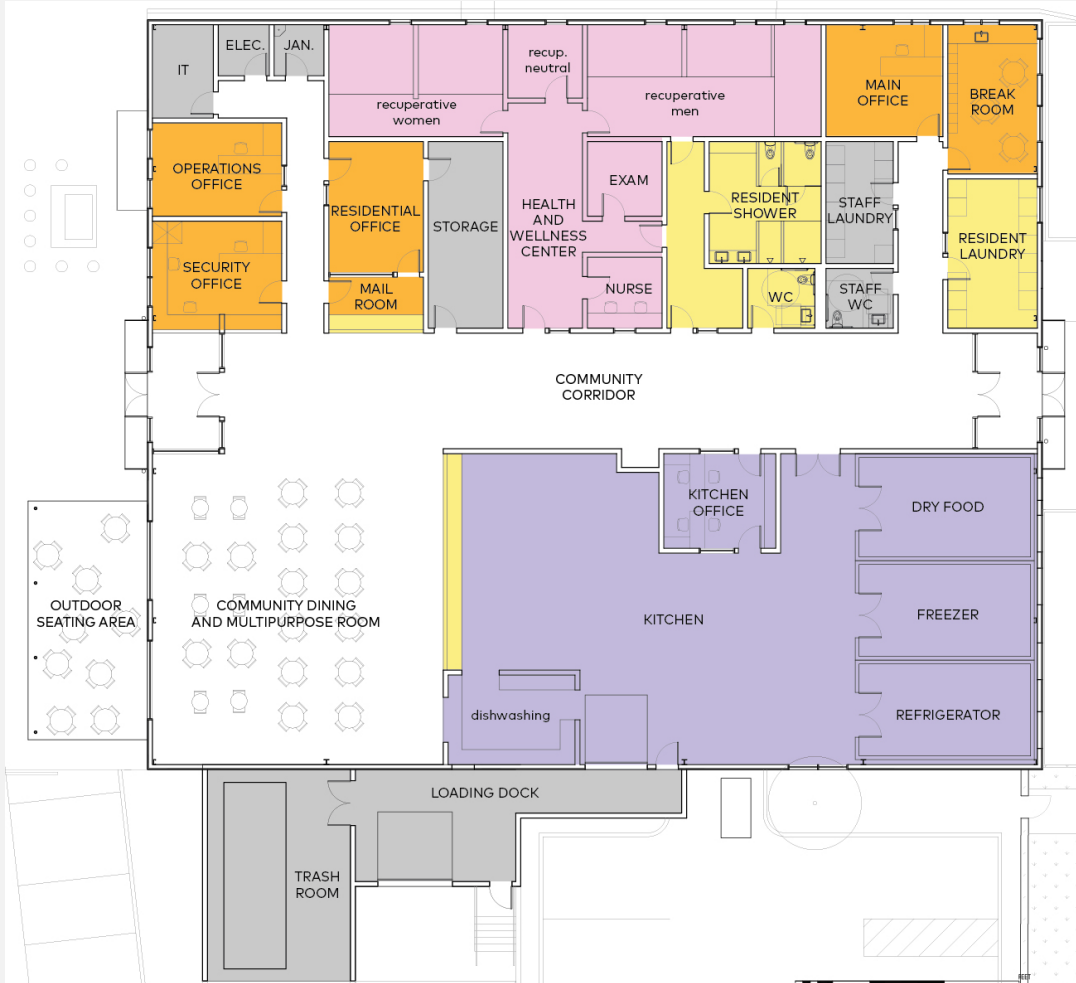 IT
ELEC.
JAN.
recup.
neutral
recuperative
women
recuperative
men
MAIN
OFFICE
BREAK
ROOM
OPERATIONS
OFFICE
RESIDENTIAL
OFFICE
STORAGE
HEALTH
AND
WELLNESS
CENTER
EXAM
RESIDENT
SHOWER
STAFF
LAUNDRY
RESIDENT
LAUNDRY
SECURITY
OFFICE
MAIL
ROOM
NURSE
WC
STAFF
WC
COMMUNITY
CORRIDOR
KITCHEN
OFFICE
DRY FOOD
OUTDOOR
SEATING AREA
COMMUNITY DINING
AND MULTIPURPOSE ROOM
KITCHEN
FREEZER
dishwashing
REFRIGERATOR
LOADING DOCK
TRASH
ROOM
FEET